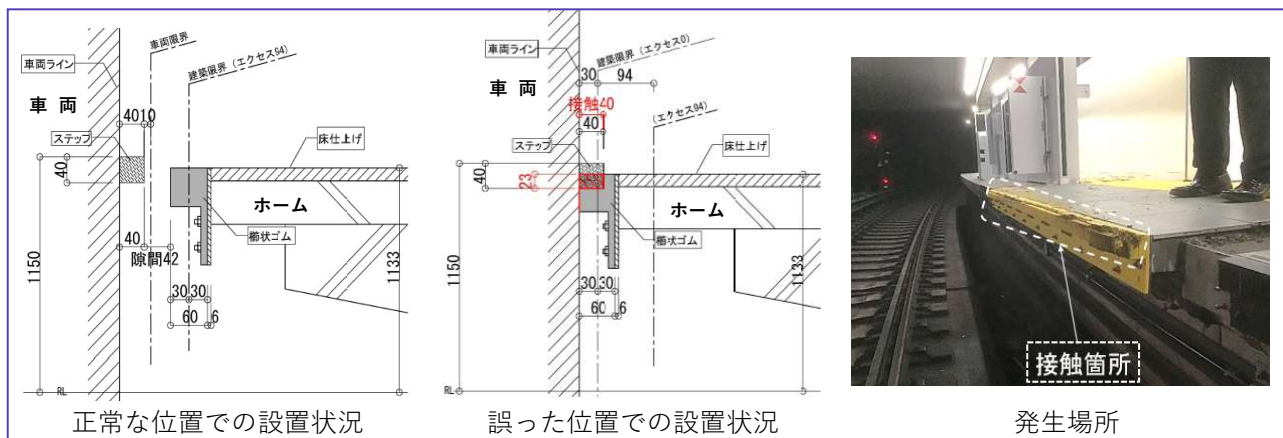 車両ライン
車両限界
建築限界（エクセス94）
車 両
40 10
ステップ
40
床仕上げ
ホーム
櫛状ゴム
40
隙間42
1150
1133
30 30
60 6
RL
正常な位置での設置状況
車両ライン
建築限界（エクセス0）
30 94
車 両
接触40
（エクセス94）
40
ステップ
40
23
床仕上げ
ホーム
櫛状ゴム
1150
1133
30 30
60 6
RL
誤った位置での設置状況
接触箇所
発生場所